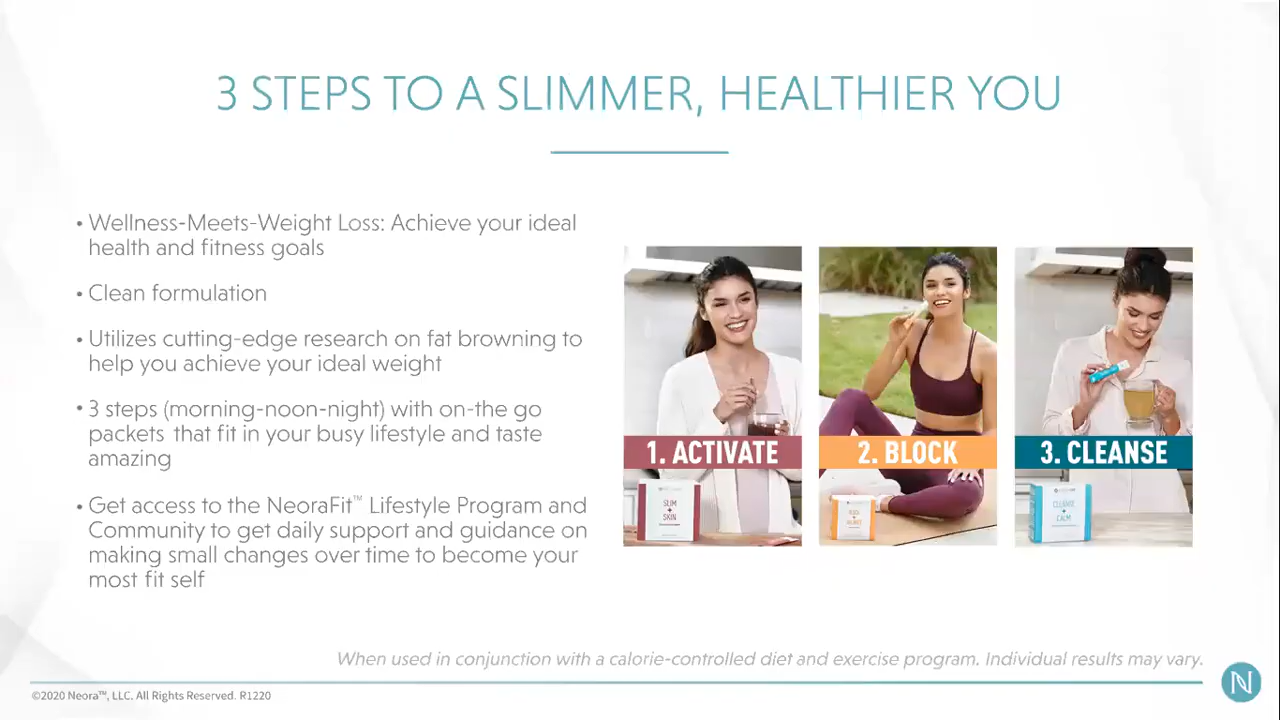 3 STEPS TO A SLIMMER, HEALTHIER YOU
• Wellness-Meets-Weight Loss: Achieve your ideal
health and fitness goals
• Clean formulation
• Utilizes cutting-edge research on fat browning to
help you achieve your ideal weight
• 3 steps (morning-noon-night) with on-the go
packets that fit in your busy lifestyle and taste
amazing
• Get access to the NeoraFit™ Lifestyle Program and
Community to get daily support and guidance on
making small changes over time to become your
most fit self
1. ACTIVATE
2. BLOCK
3. CLEANSE
SLIM
+
SKIN
CLEANSE
+
CALM
When used in conjunction with a calorie-controlled diet and exercise program. Individual results may vary.
©2020 Neora™, LLC. All Rights Reserved. R1220
N